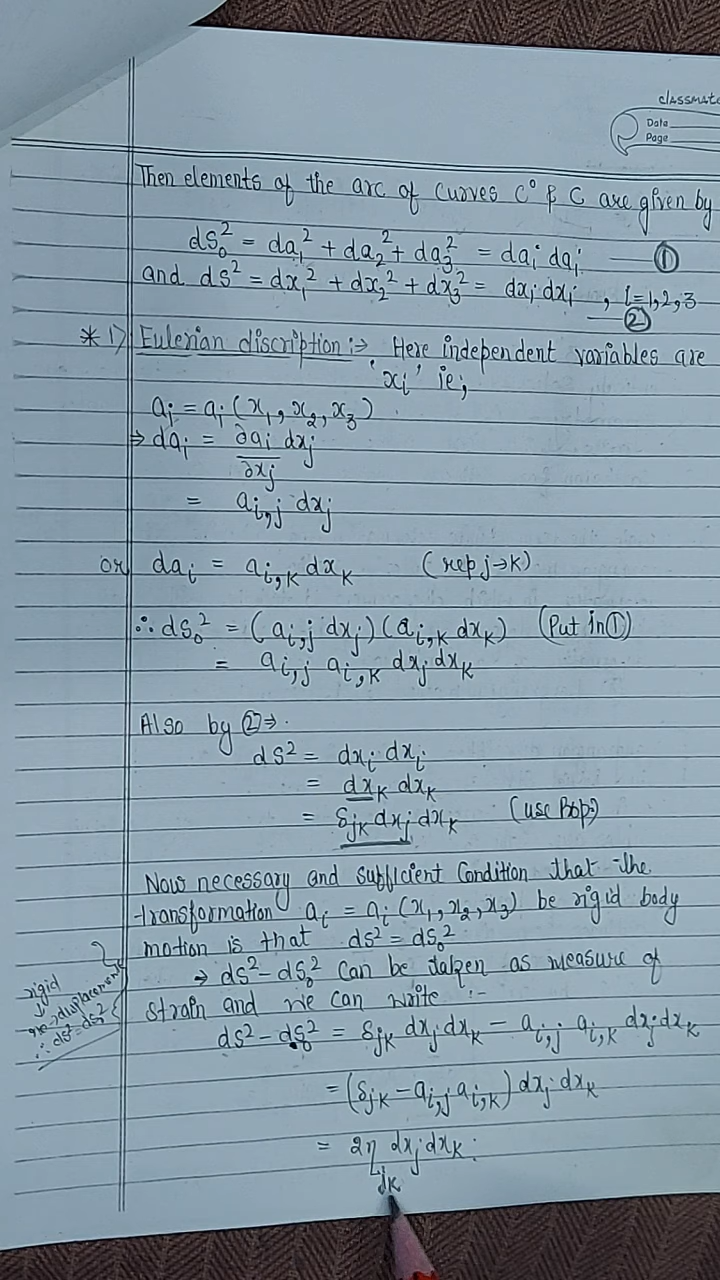 classmate
Date
Page
Then elements of the arc of curves C° & C are given by
ds₀² = da₁² + da₂² + da₃² = daᵢ daᵢ — ①
and ds² = dx₁² + dx₂² + dx₃² = dxᵢ dxᵢ , i=1,2,3
— ②
* 1) Eulerian discription :⇒ Here independent variables are
'xᵢ' ie;
aᵢ = aᵢ (x₁, x₂, x₃)
⇒ daᵢ = ∂aᵢ/∂xⱼ dxⱼ
= aᵢ,ⱼ dxⱼ
or daᵢ = aᵢ,ₖ dxₖ (rep j→k)
∴ ds₀² = (aᵢ,ⱼ dxⱼ)(aᵢ,ₖ dxₖ) (Put in ①)
= aᵢ,ⱼ aᵢ,ₖ dxⱼ dxₖ
Also by ② ⇒
ds² = dxᵢ dxᵢ
= dxₖ dxₖ
= δⱼₖ dxⱼ dxₖ (use Prop)
Now necessary and sufficient condition that the
transformation aᵢ = aᵢ (x₁, x₂, x₃) be rigid body
motion is that ds² = ds₀²
→ ds² - ds₀² can be taken as measure of
strain and we can write :-
rigid
↓
∴ ds² = ds₀²
ds² - ds₀² = δⱼₖ dxⱼ dxₖ - aᵢ,ⱼ aᵢ,ₖ dxⱼ dxₖ
= (δⱼₖ - aᵢ,ⱼ aᵢ,ₖ) dxⱼ dxₖ
= 2ηⱼₖ dxⱼ dxₖ